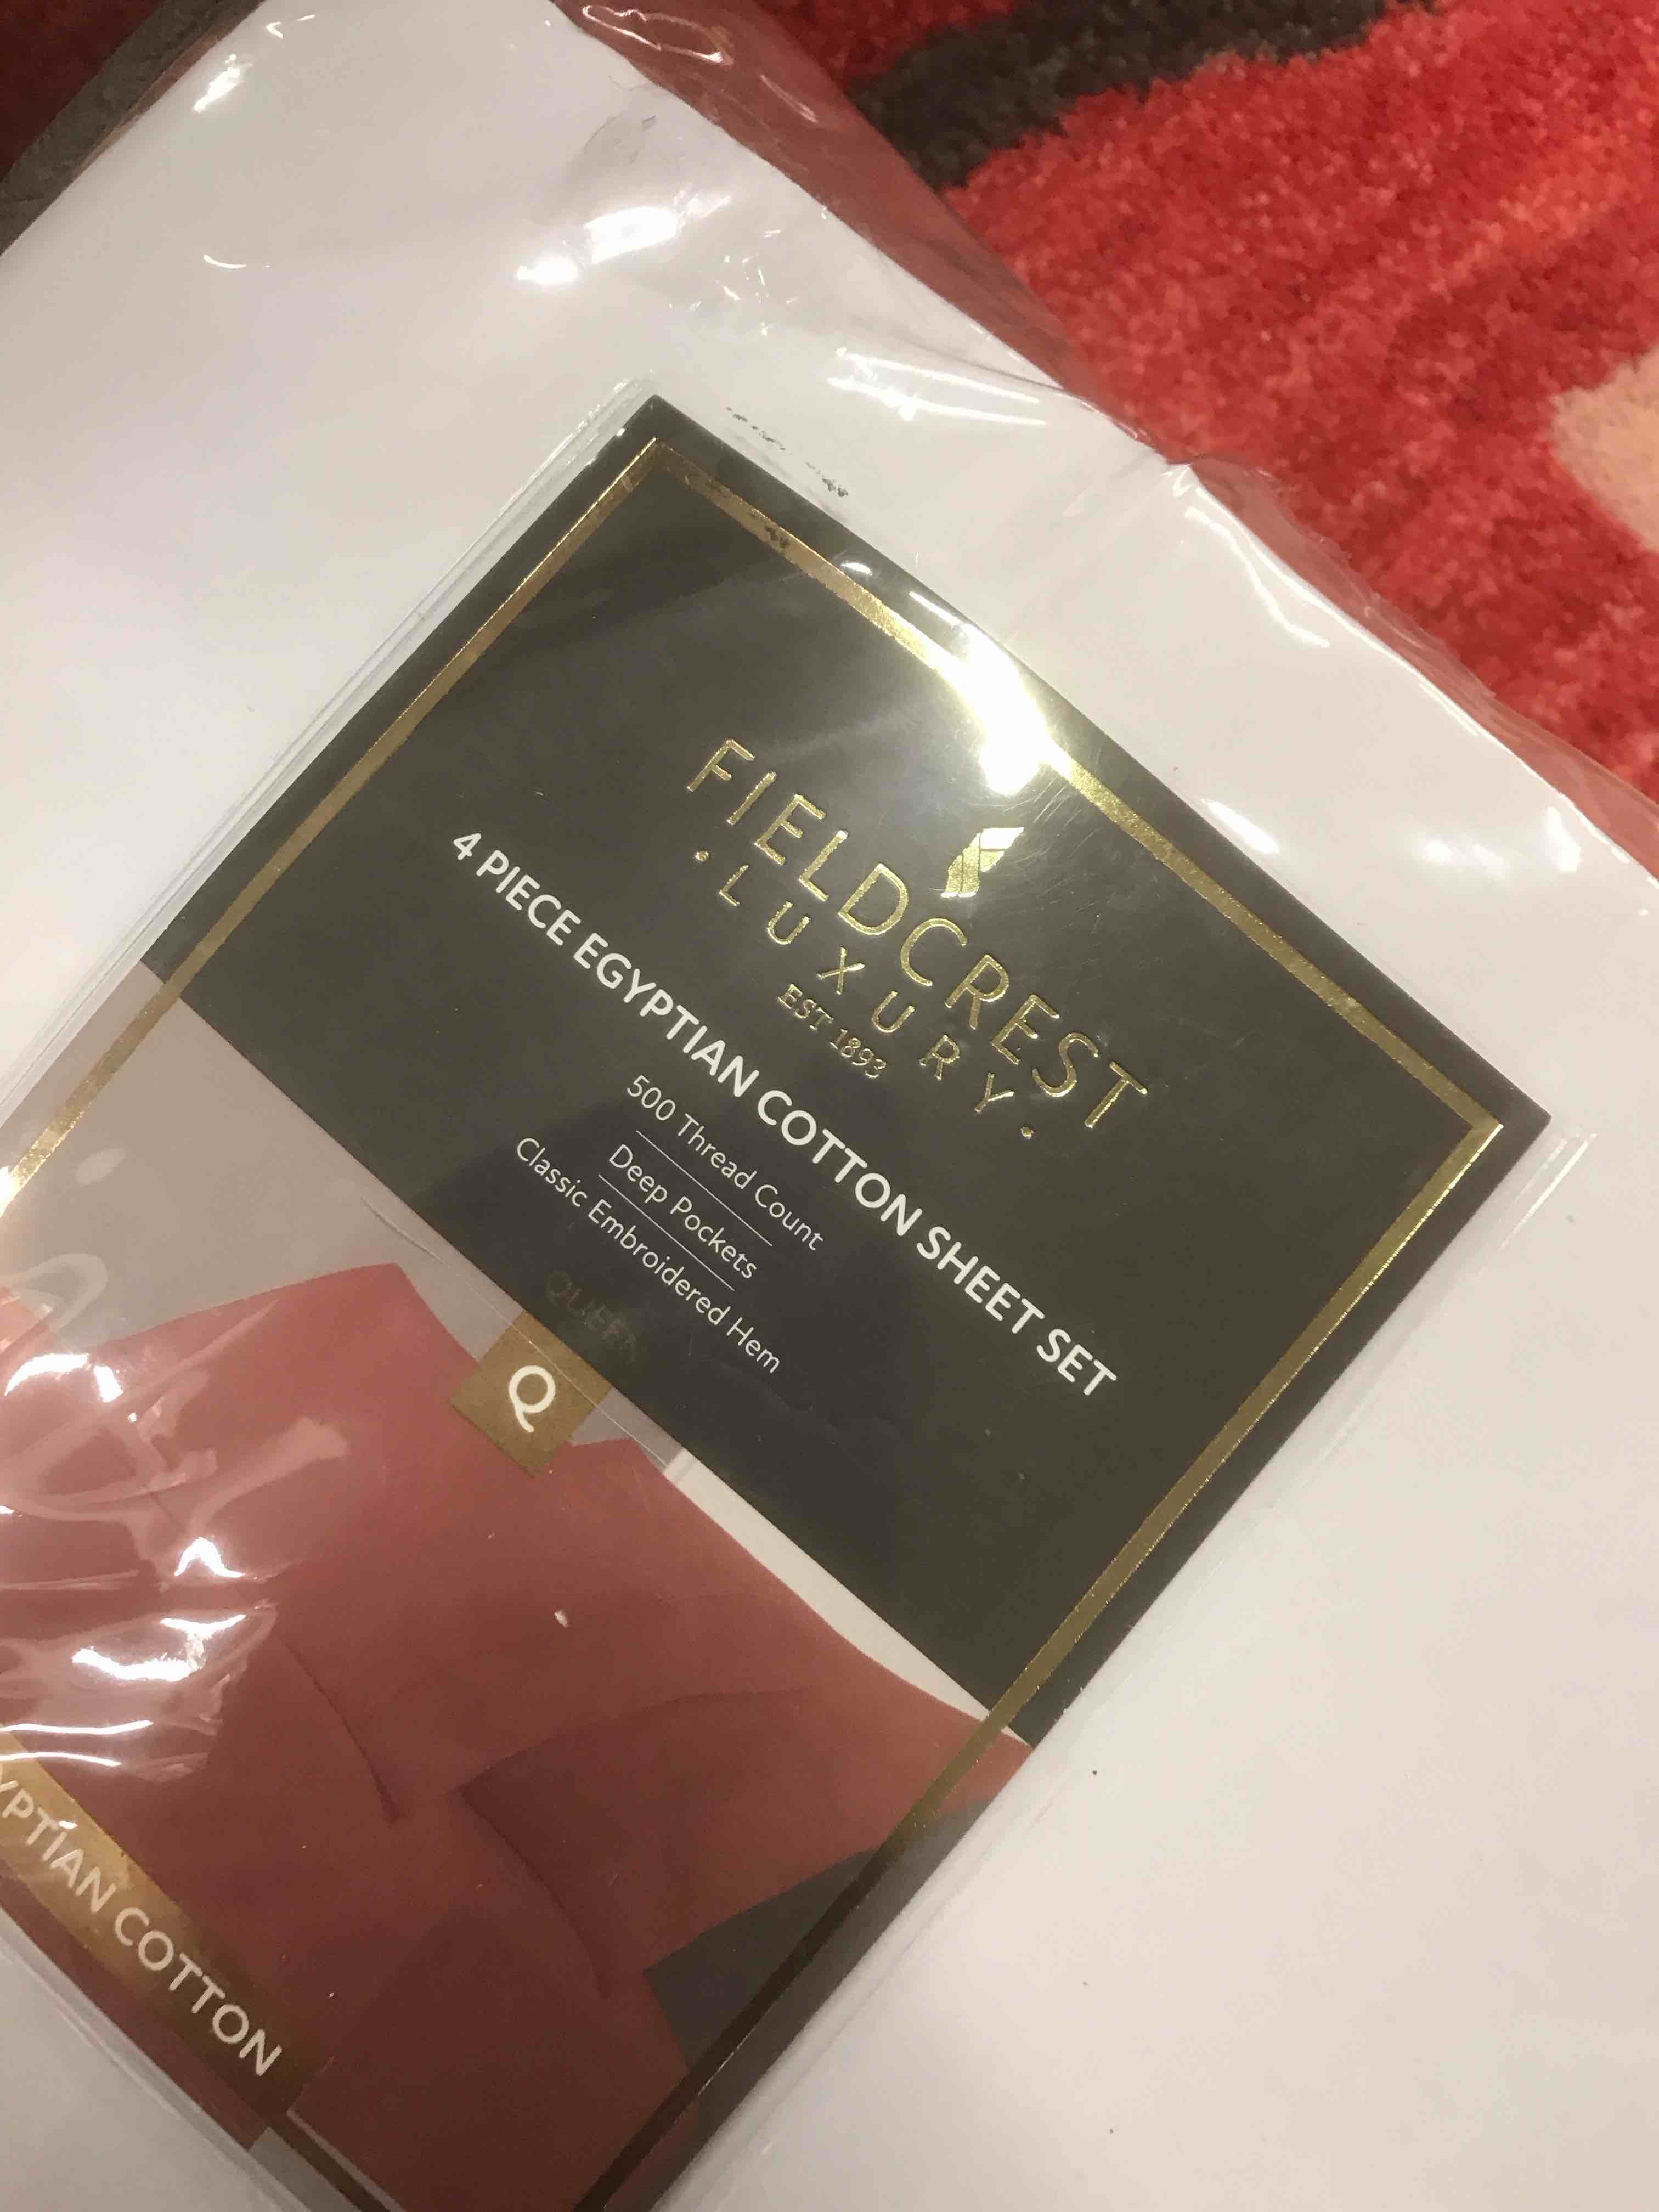 FIELDCREST
• LUXURY •
EST 1893
4 PIECE EGYPTIAN COTTON SHEET SET
500 Thread Count
Deep Pockets
Classic Embroidered Hem
QUEEN
Q
YPTIAN COTTON